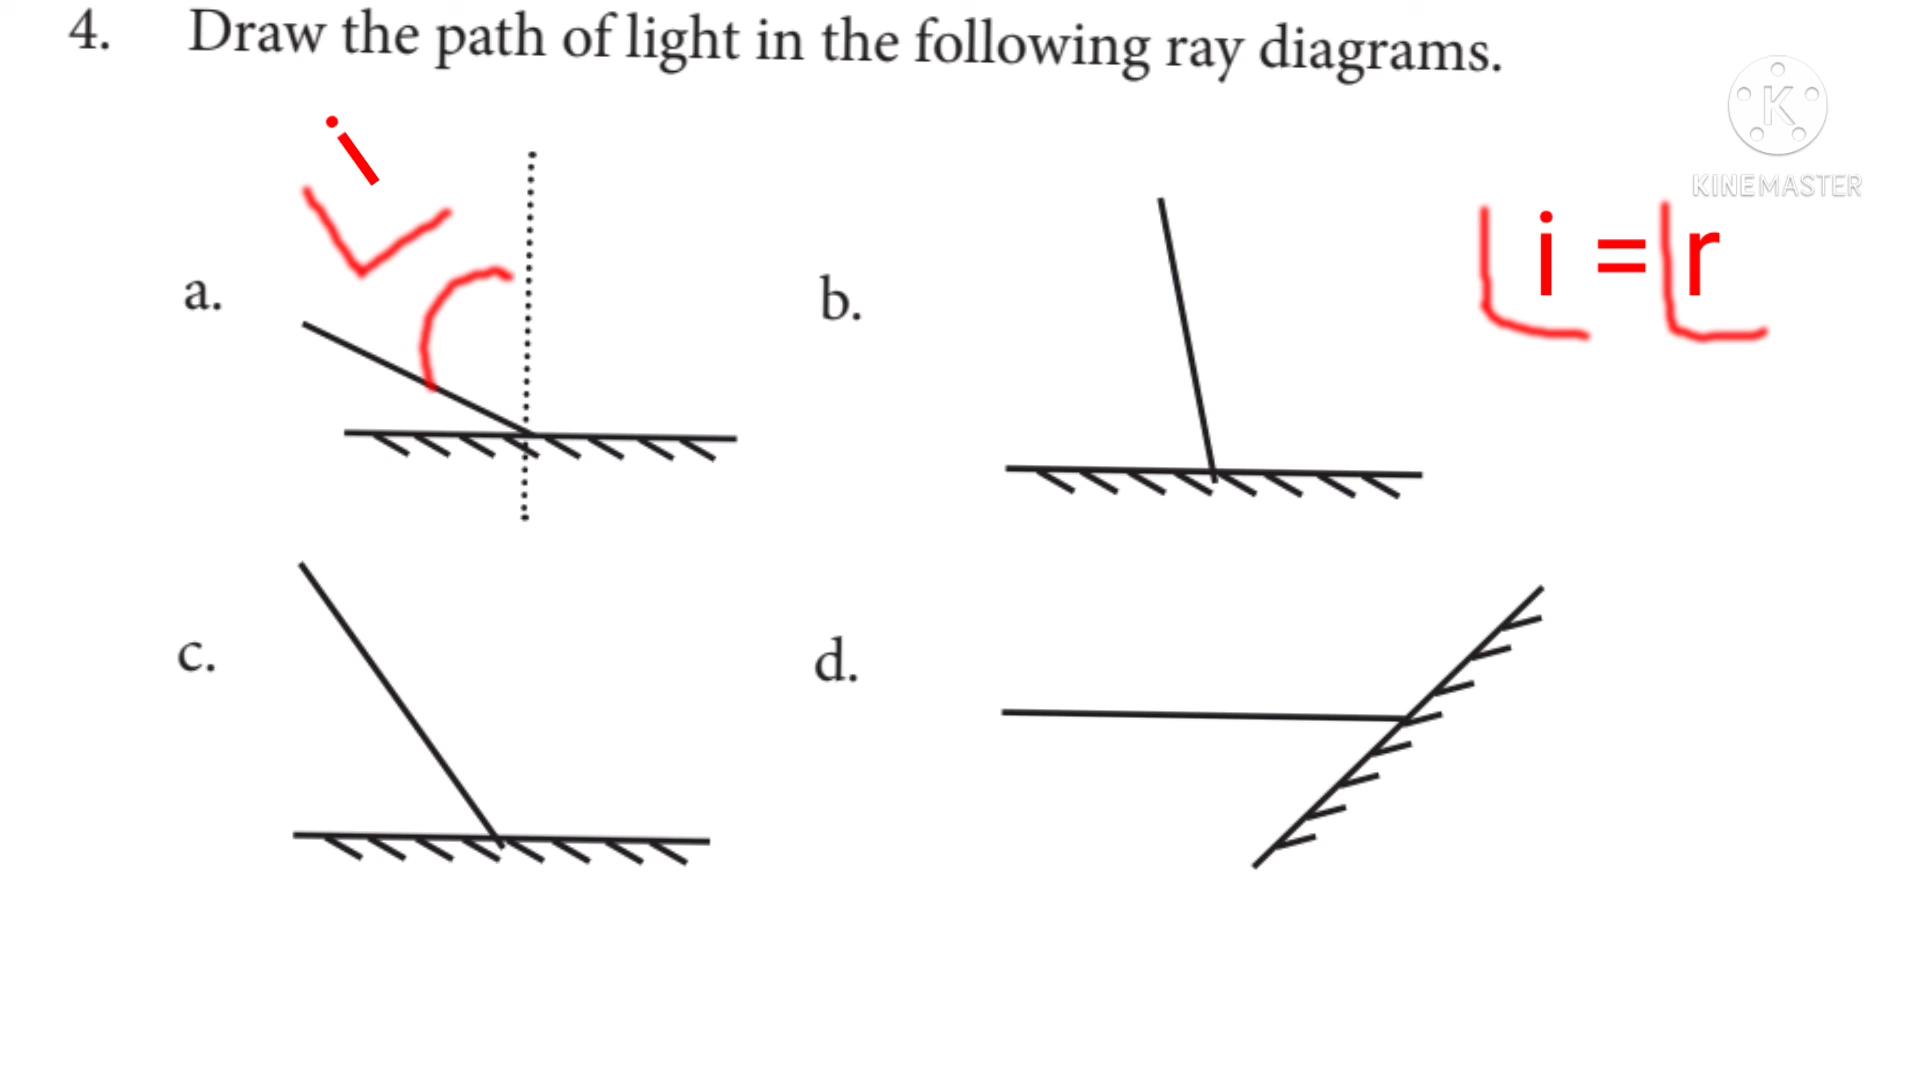 4. Draw the path of light in the following ray diagrams.
i
K
KINEMASTER
i = r
a.
b.
c.
d.